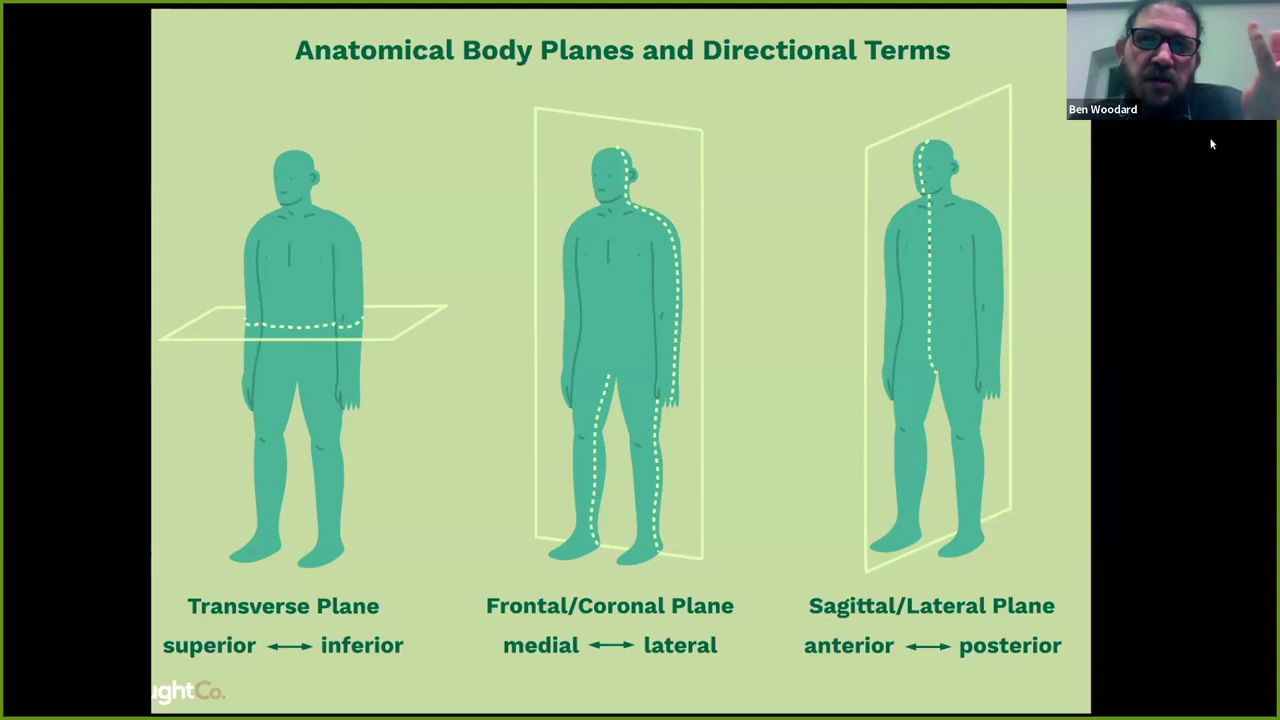 Anatomical Body Planes and Directional Terms
Ben Woodard
Transverse Plane
superior ↔ inferior
Frontal/Coronal Plane
medial ↔ lateral
Sagittal/Lateral Plane
anterior ↔ posterior
ughtCo.